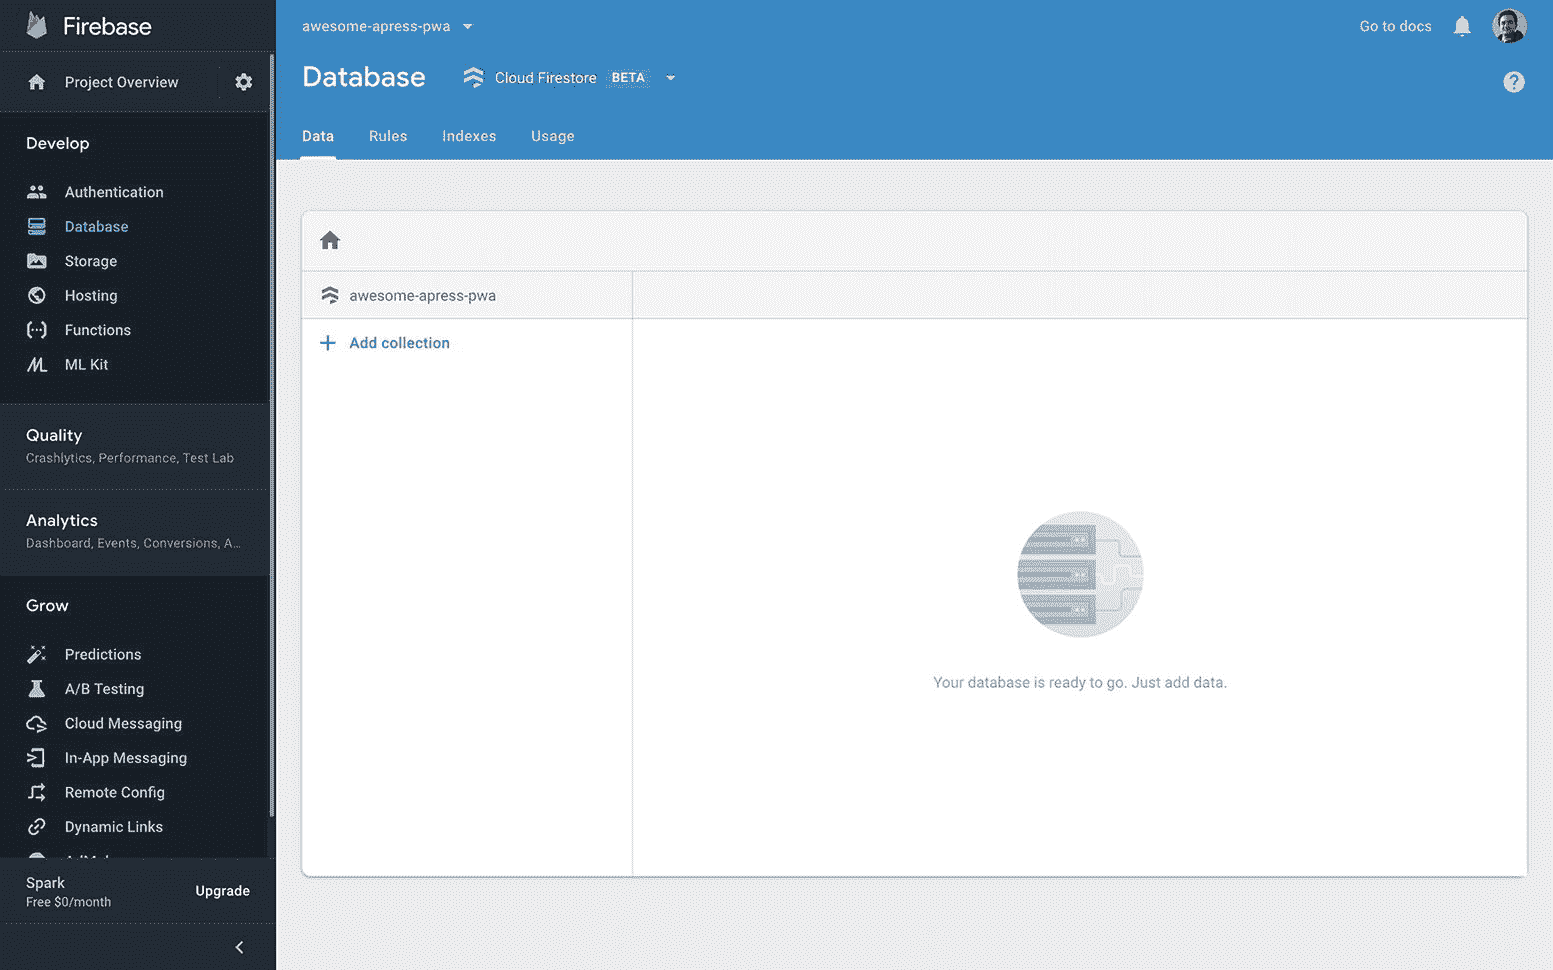 Firebase
Project Overview
Develop
Authentication
Database
Storage
Hosting
Functions
ML Kit
Quality
Crashlytics, Performance, Test Lab
Analytics
Dashboard, Events, Conversions, A...
Grow
Predictions
A/B Testing
Cloud Messaging
In-App Messaging
Remote Config
Dynamic Links
Spark
Free $0/month
Upgrade
awesome-apress-pwa
Go to docs
Database
Cloud Firestore BETA
Data Rules Indexes Usage
awesome-apress-pwa
Add collection
Your database is ready to go. Just add data.